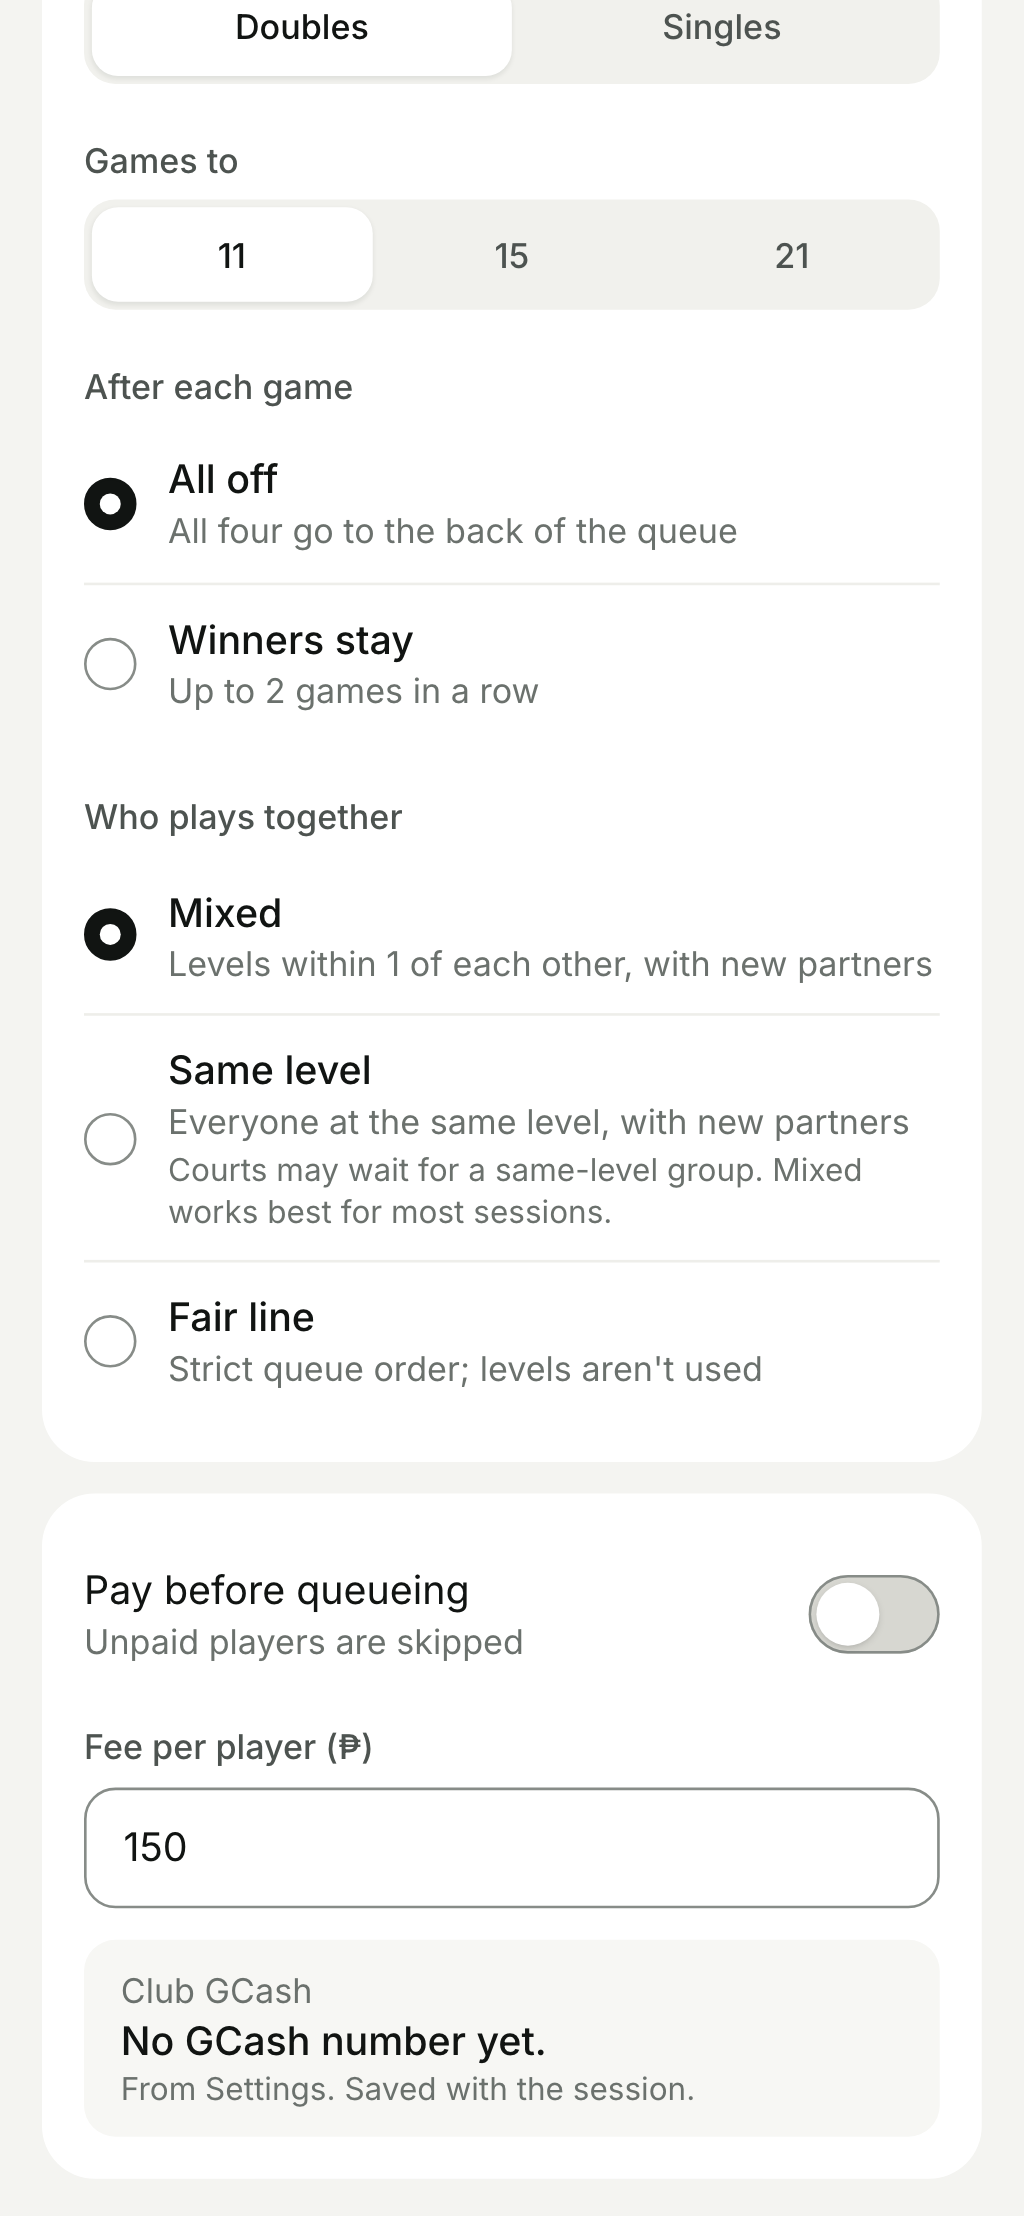 Doubles
Singles
Games to
11
15
21
After each game
All off
All four go to the back of the queue
Winners stay
Up to 2 games in a row
Who plays together
Mixed
Levels within 1 of each other, with new partners
Same level
Everyone at the same level, with new partners
Courts may wait for a same-level group. Mixed
works best for most sessions.
Fair line
Strict queue order; levels aren't used
Pay before queueing
Unpaid players are skipped
Fee per player (₱)
150
Club GCash
No GCash number yet.
From Settings. Saved with the session.